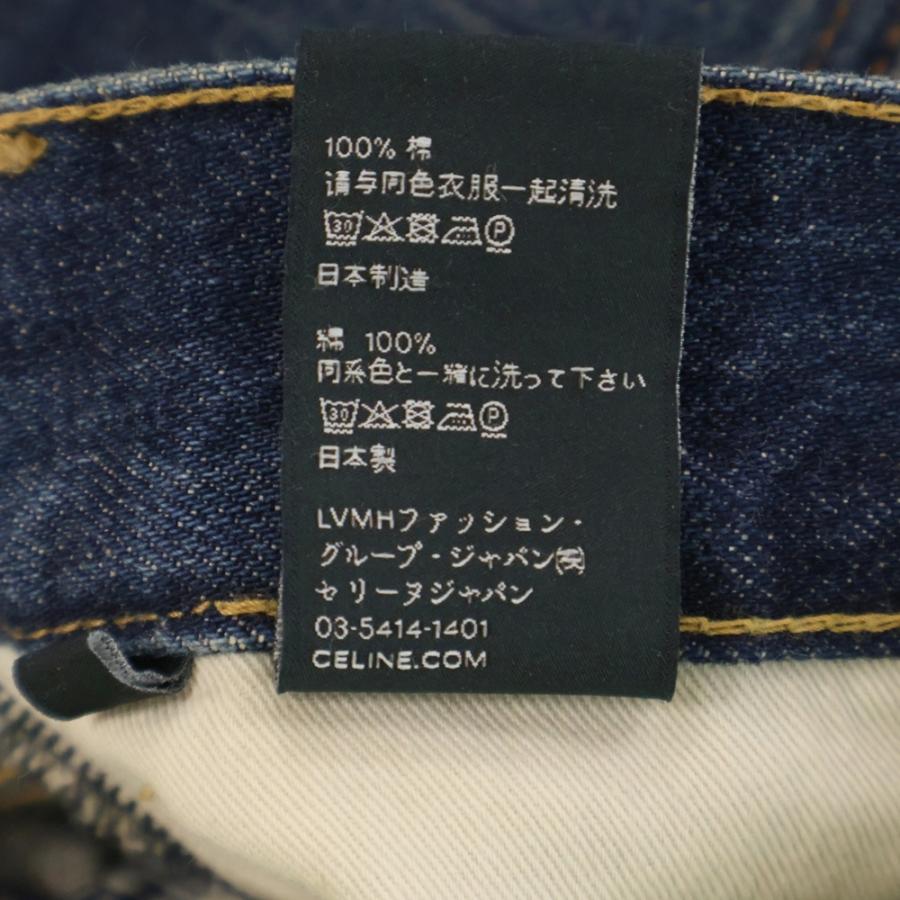 100% 棉
请与同色衣服一起清洗
30 P
日本制造
綿 100%
同系色と一緒に洗って下さい
30 P
日本製
LVMHファッション・
グループ・ジャパン㈱
セリーヌジャパン
03-5414-1401
CELINE.COM